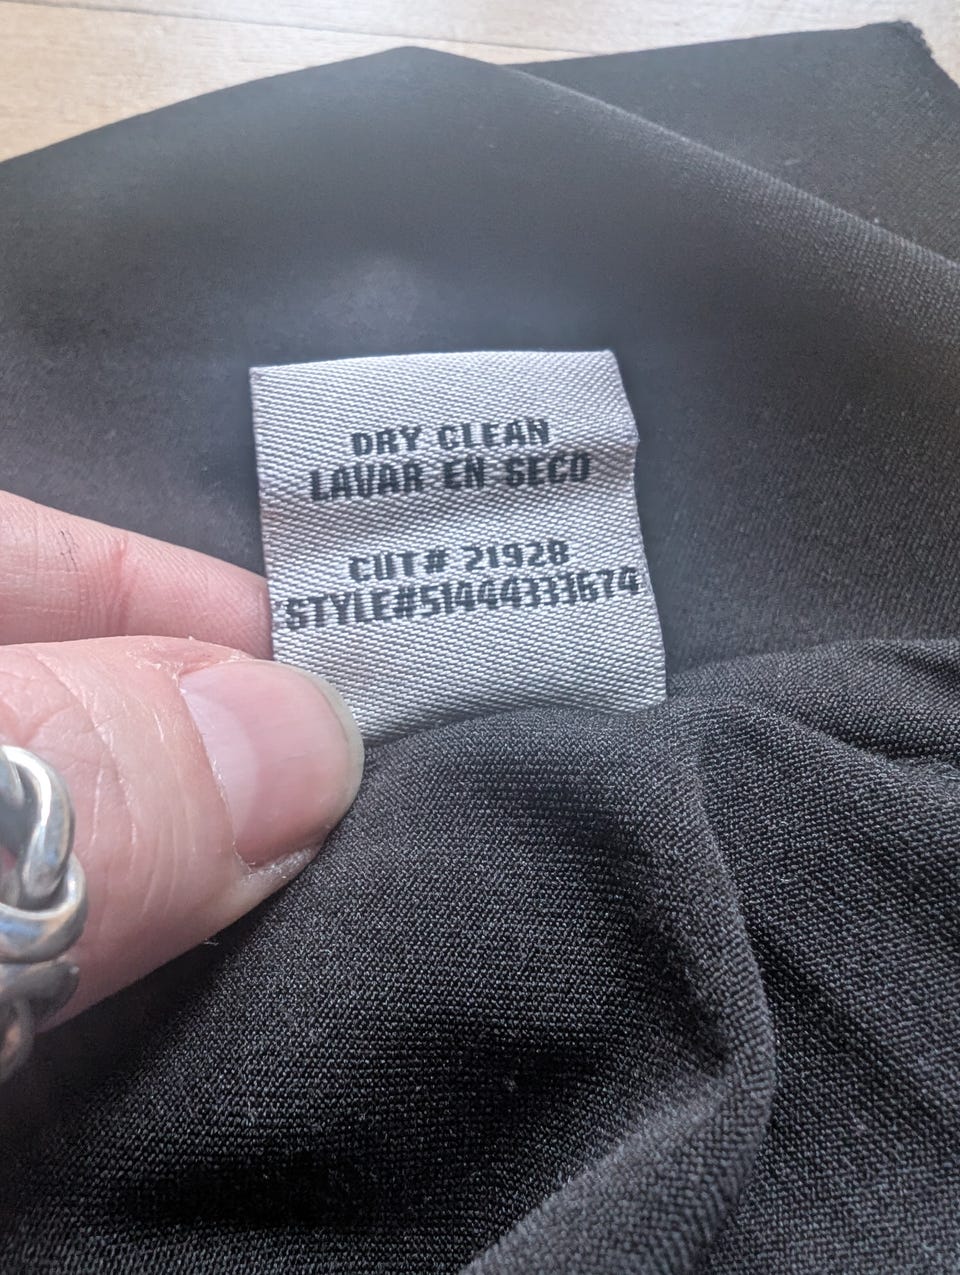 DRY CLEAN
LAVAR EN SECO
CUT# 21928
STYLE#51444333674